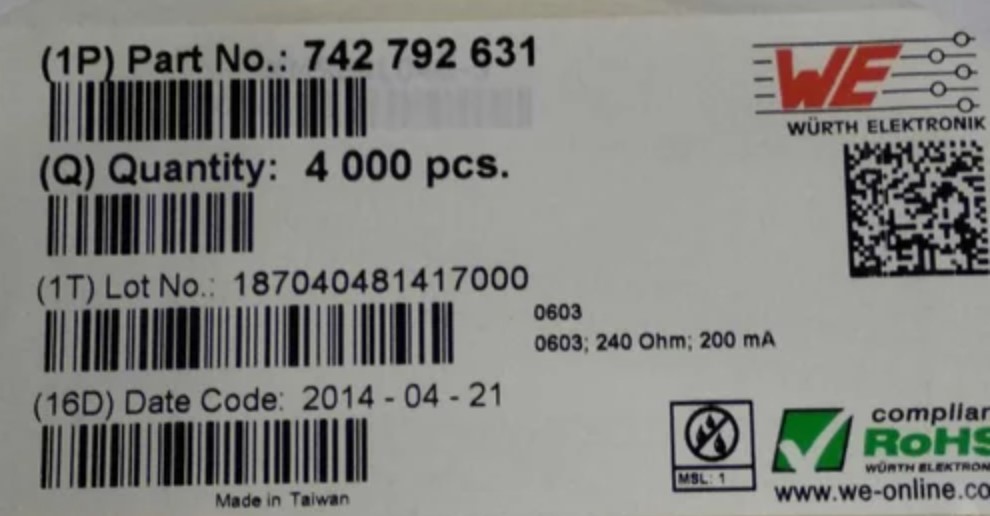 (1P) Part No.: 742 792 631
WE
WÜRTH ELEKTRONIK
(Q) Quantity: 4 000 pcs.
(1T) Lot No.: 187040481417000
0603
0603; 240 Ohm; 200 mA
(16D) Date Code: 2014 - 04 - 21
Made in Taiwan
MSL: 1
complian
RoHS
WÜRTH ELEKTRON
www.we-online.co